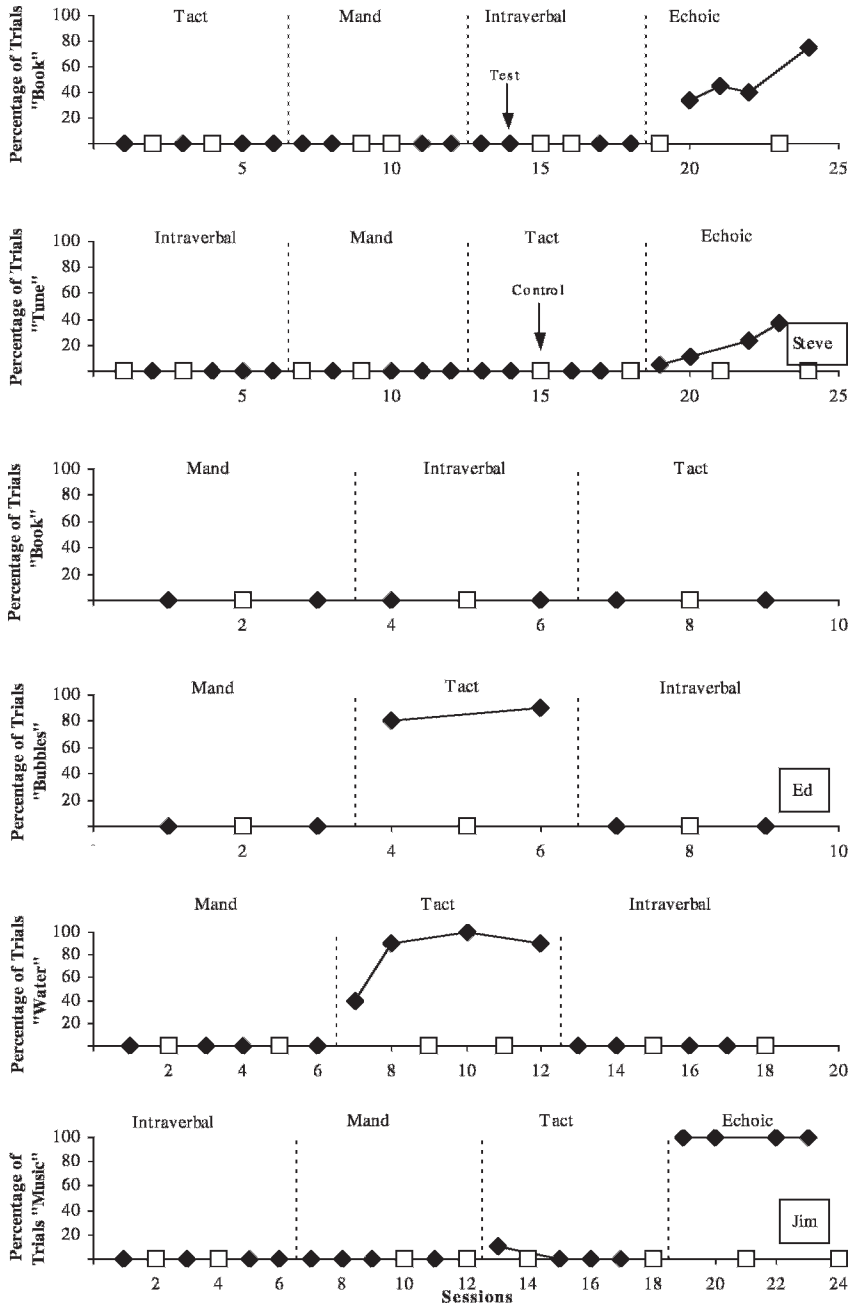 Tact Mand Intraverbal Echoic
Percentage of Trials
"Book"
100
80
60
40
20
Test
5 10 15 20 25
Intraverbal Mand Tact Echoic
Percentage of Trials
"Tune"
100
80
60
40
20
Control
Steve
5 10 15 20 25
Mand Intraverbal Tact
Percentage of Trials
"Book"
100
80
60
40
20
2 4 6 8 10
Mand Tact Intraverbal
Percentage of Trials
"Bubbles"
100
80
60
40
20
Ed
2 4 6 8 10
Mand Tact Intraverbal
Percentage of Trials
"Water"
100
80
60
40
20
2 4 6 8 10 12 14 16 18 20
Intraverbal Mand Tact Echoic
Percentage of
Trials "Music"
100
80
60
40
20
Jim
2 4 6 8 10 12 14 16 18 20 22 24
Sessions